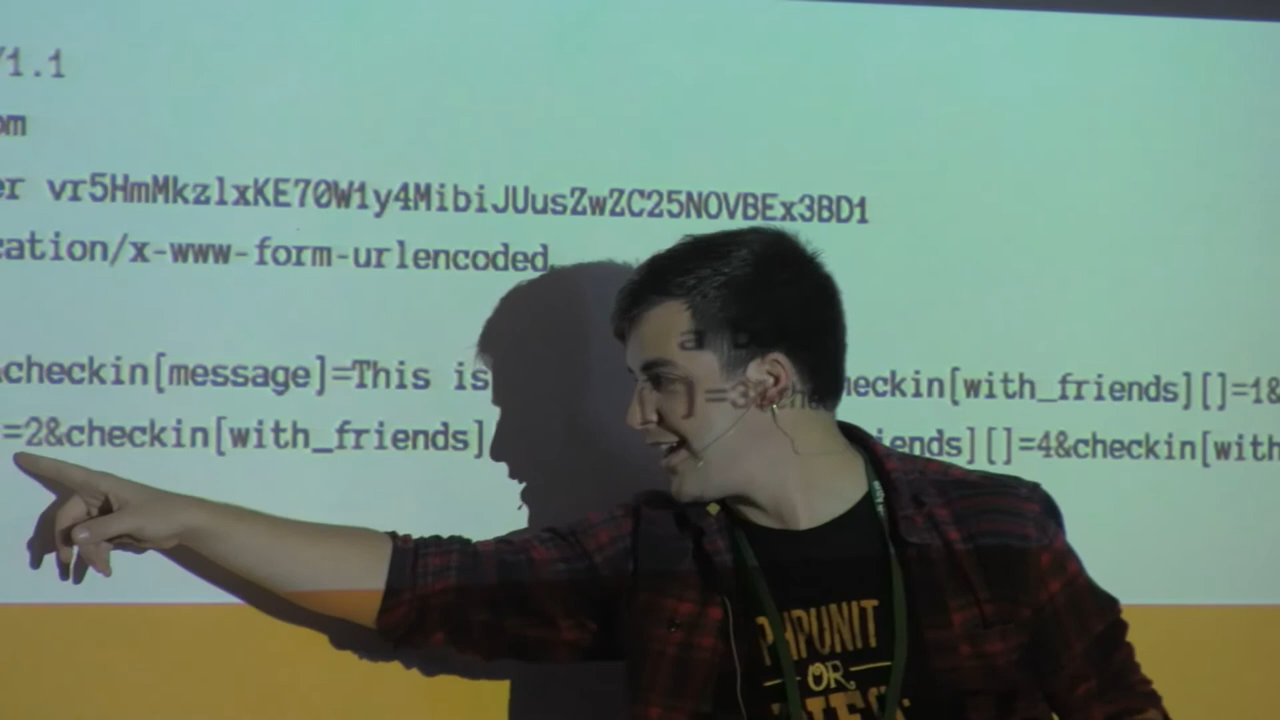 /1.1
om
er vr5HmMkzlxKE70W1y4MibiJUusZwZC25NOVBEx3BD1
cation/x-www-form-urlencoded
checkin[message]=This is a heckin[with_friends][]=1&
=2&checkin[with_friends][]=3&che iends][]=4&checkin[with
PHPUNIT
OR